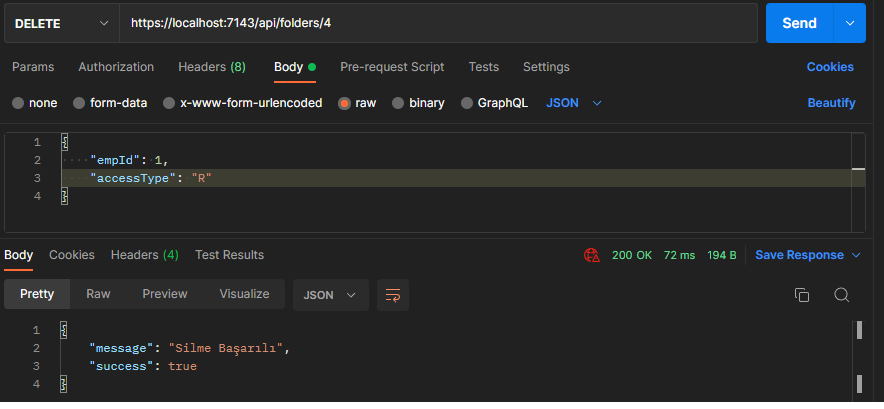 DELETE https://localhost:7143/api/folders/4 Send
Params Authorization Headers (8) Body Pre-request Script Tests Settings Cookies
none form-data x-www-form-urlencoded raw binary GraphQL JSON Beautify
1 {
2 "empId": 1,
3 "accessType": "R"
4 }
Body Cookies Headers (4) Test Results 200 OK 72 ms 194 B Save Response
Pretty Raw Preview Visualize JSON
1 {
2 "message": "Silme Başarılı",
3 "success": true
4 }